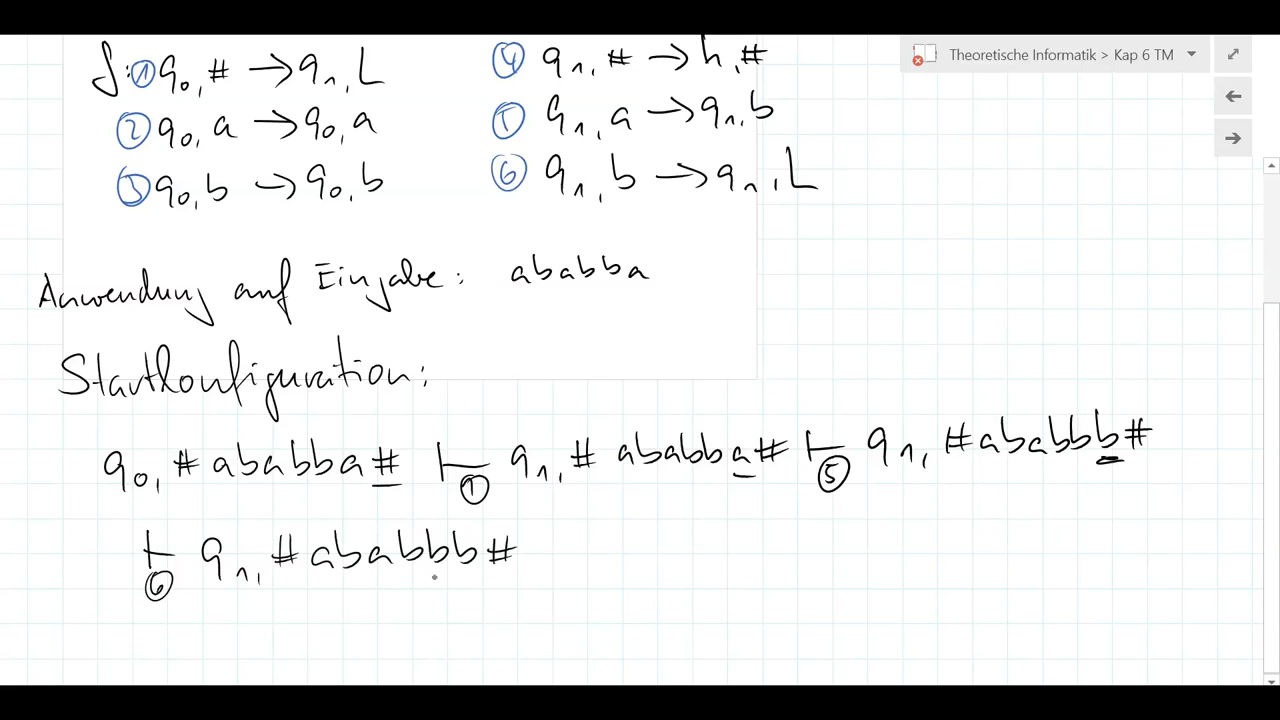 Theoretische Informatik > Kap 6 TM
δ: ① q₀, # → q₁, L ④ q₁, # → h, #
② q₀, a → q₀, a ⑤ q₁, a → q₁, b
③ q₀, b → q₀, b ⑥ q₁, b → q₁, L
Anwendung auf Eingabe: ababba
Startkonfiguration:
q₀, #ababba# ⊢① q₁, #ababba# ⊢⑤ q₁, #ababbb#
⊢⑥ q₁, #ababbb#